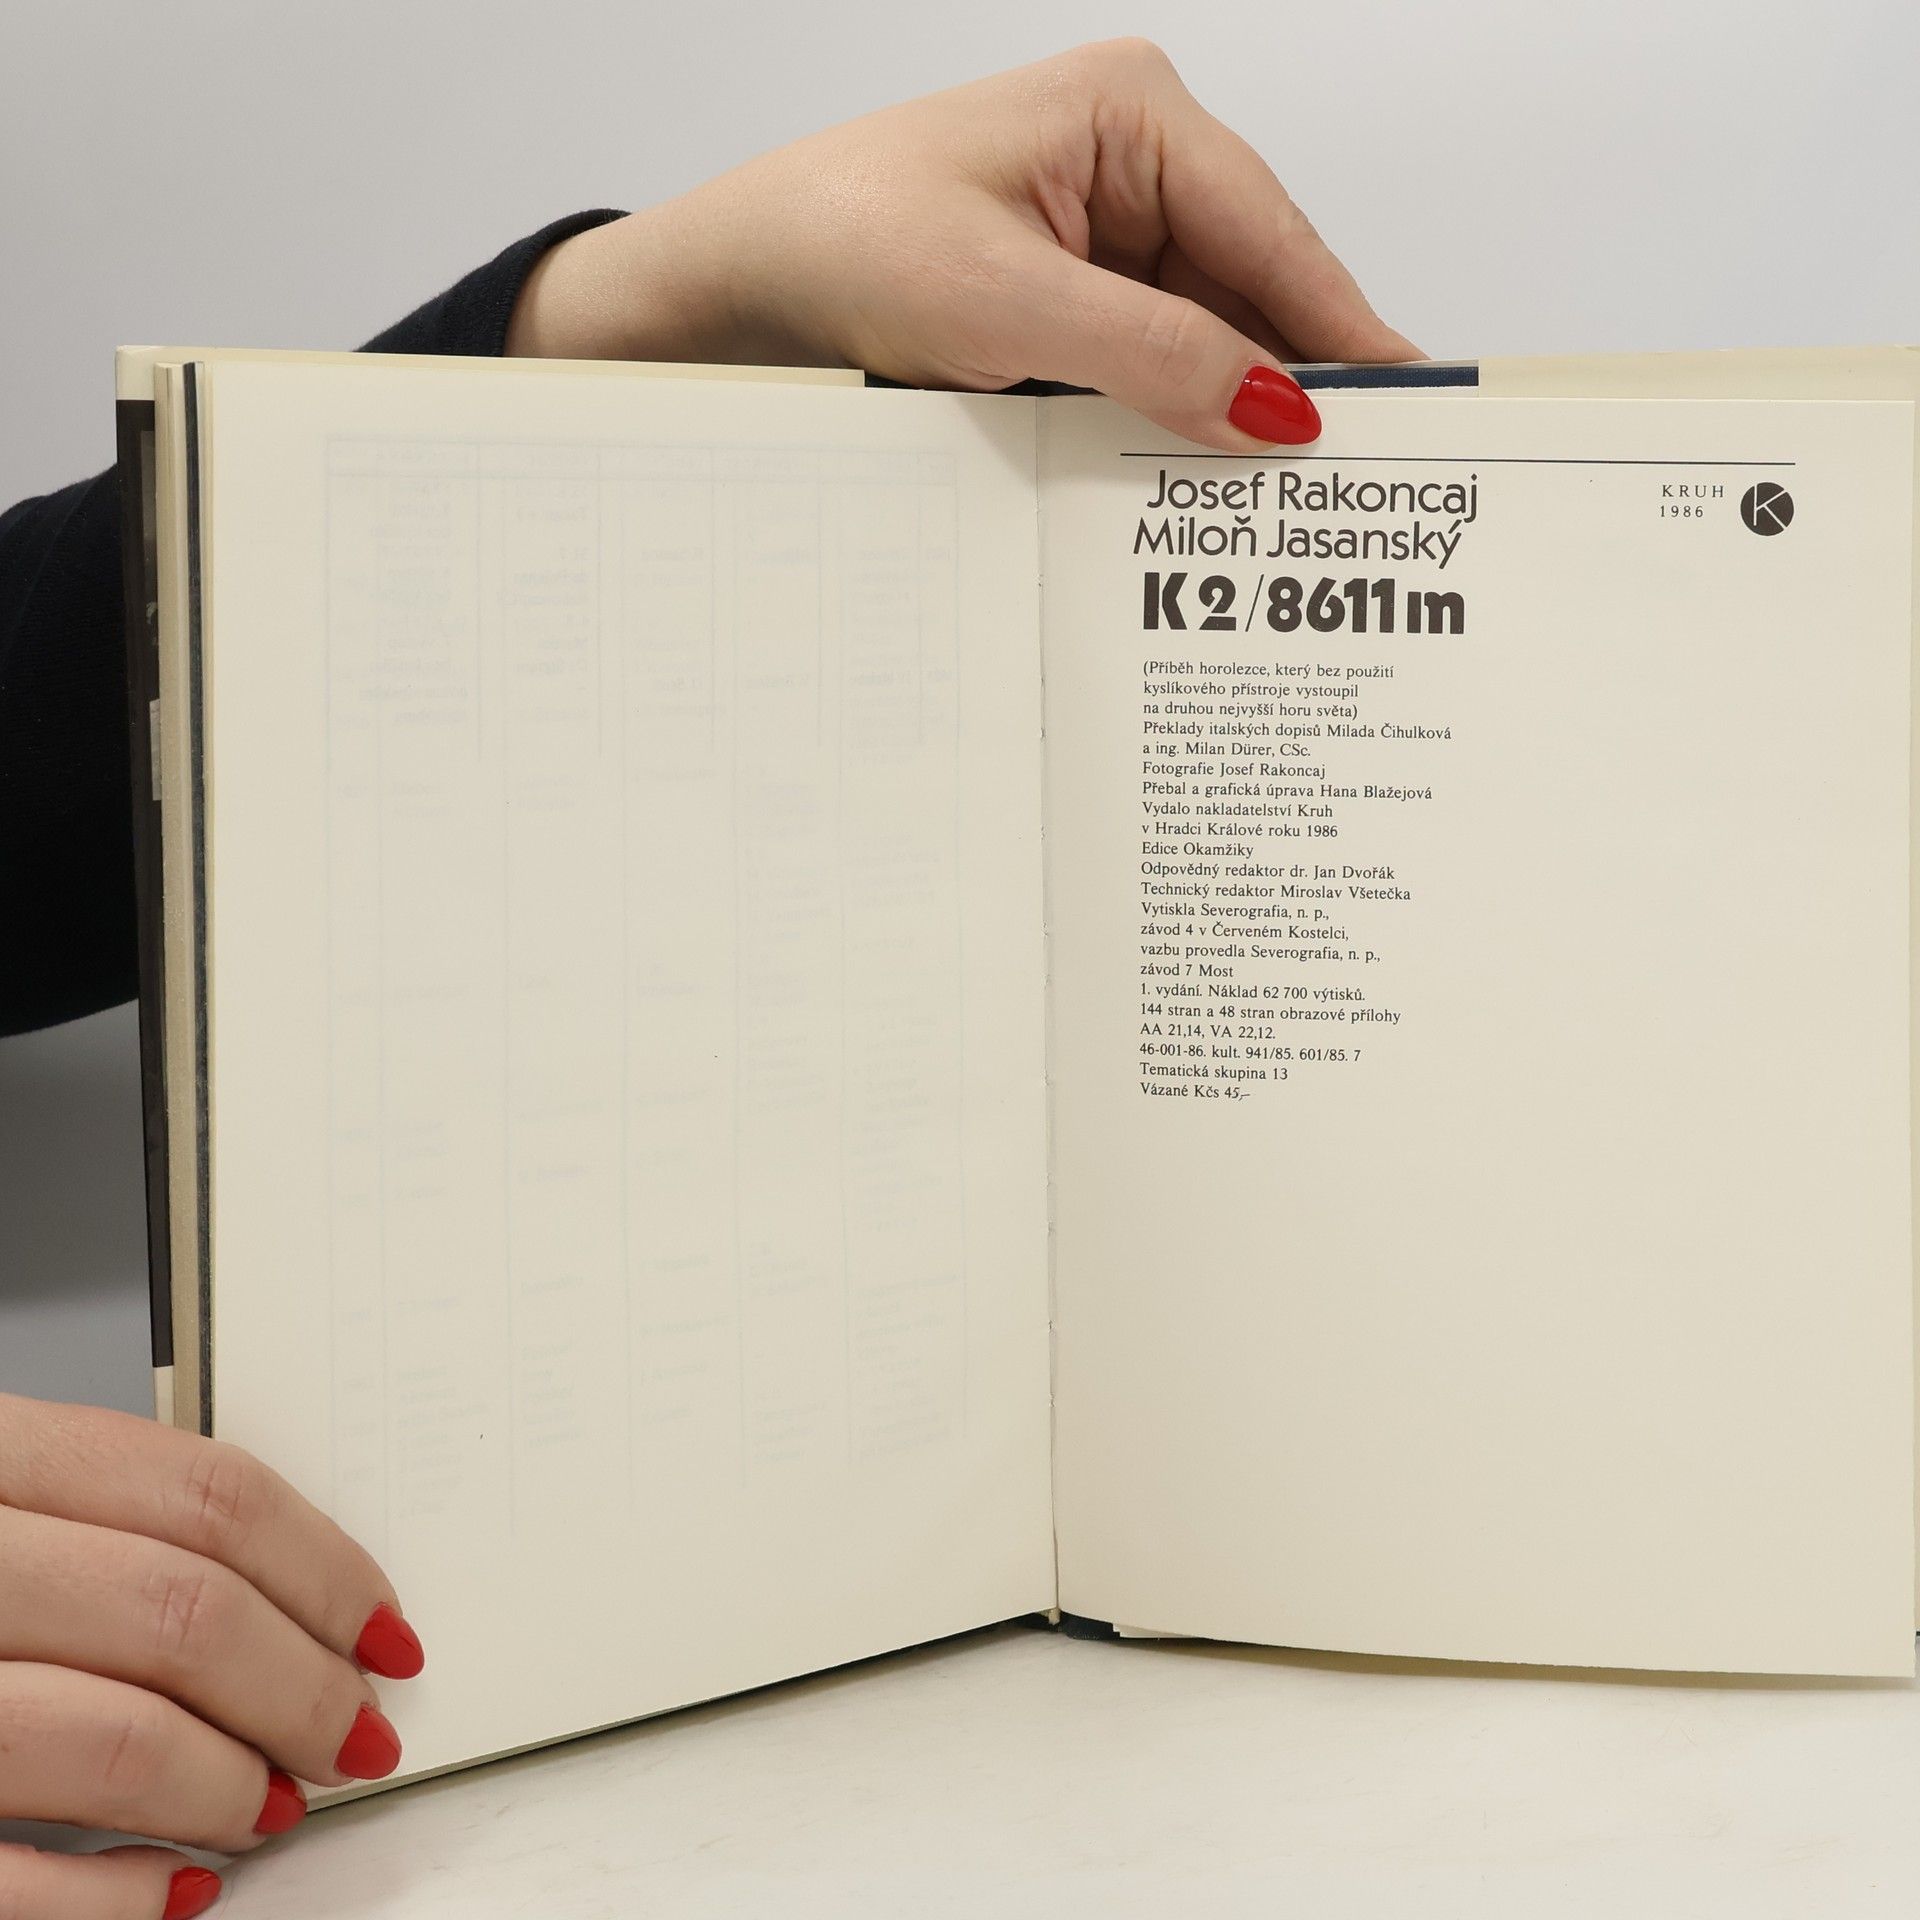 Josef Rakoncaj
Miloň Jasanský
K2/8611m
KRUH
1986
K
(Příběh horolezce, který bez použití
kyslíkového přístroje vystoupil
na druhou nejvyšší horu světa)
Překlady italských dopisů Milada Čihulková
a ing. Milan Dürer, CSc.
Fotografie Josef Rakoncaj
Přebal a grafická úprava Hana Blažejová
Vydalo nakladatelství Kruh
v Hradci Králové roku 1986
Edice Okamžiky
Odpovědný redaktor dr. Jan Dvořák
Technický redaktor Miroslav Všetečka
Vytiskla Severografia, n. p.,
závod 4 v Červeném Kostelci,
vazbu provedla Severografia, n. p.,
závod 7 Most
1. vydání. Náklad 62 700 výtisků.
144 stran a 48 stran obrazové přílohy
AA 21,14, VA 22,12.
46-001-86. kult. 941/85. 601/85. 7
Tematická skupina 13
Vázané Kčs 45,–